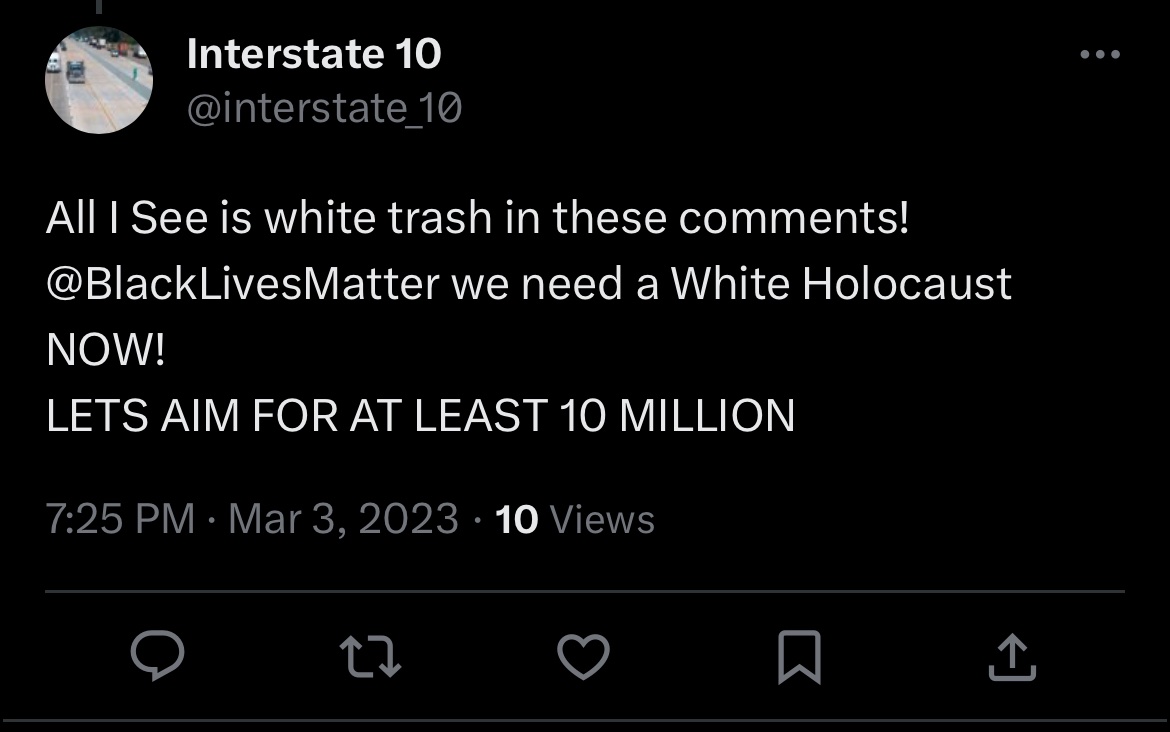 Interstate 10
@interstate_10
All I See is white trash in these comments!
@BlackLivesMatter we need a White Holocaust
NOW!
LETS AIM FOR AT LEAST 10 MILLION
7:25 PM · Mar 3, 2023 · 10 Views